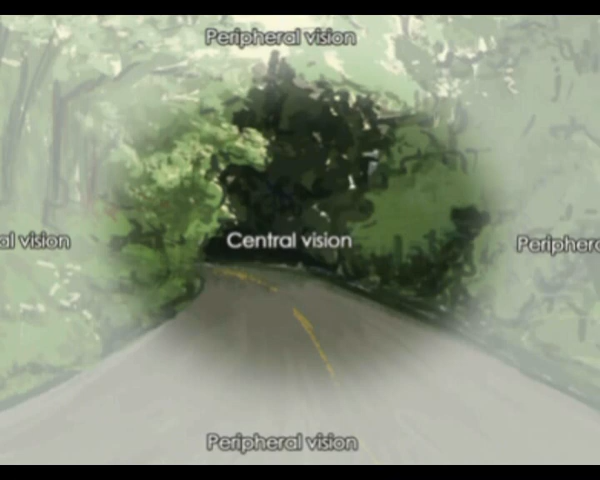 Peripheral vision
al vision
Central vision
Periphera
Peripheral vision